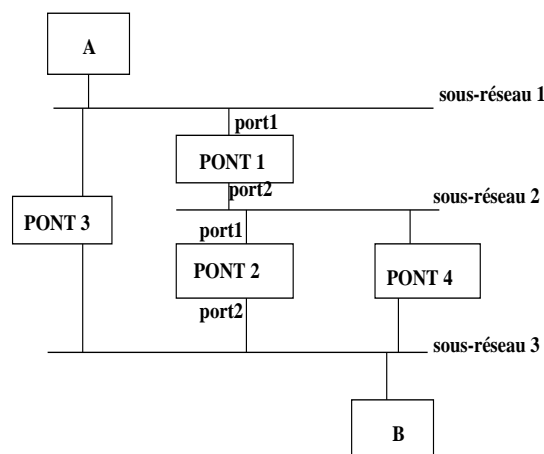 A
sous-réseau 1
port1
PONT 1
port2
sous-réseau 2
PONT 3
port1
PONT 2
PONT 4
port2
sous-réseau 3
B